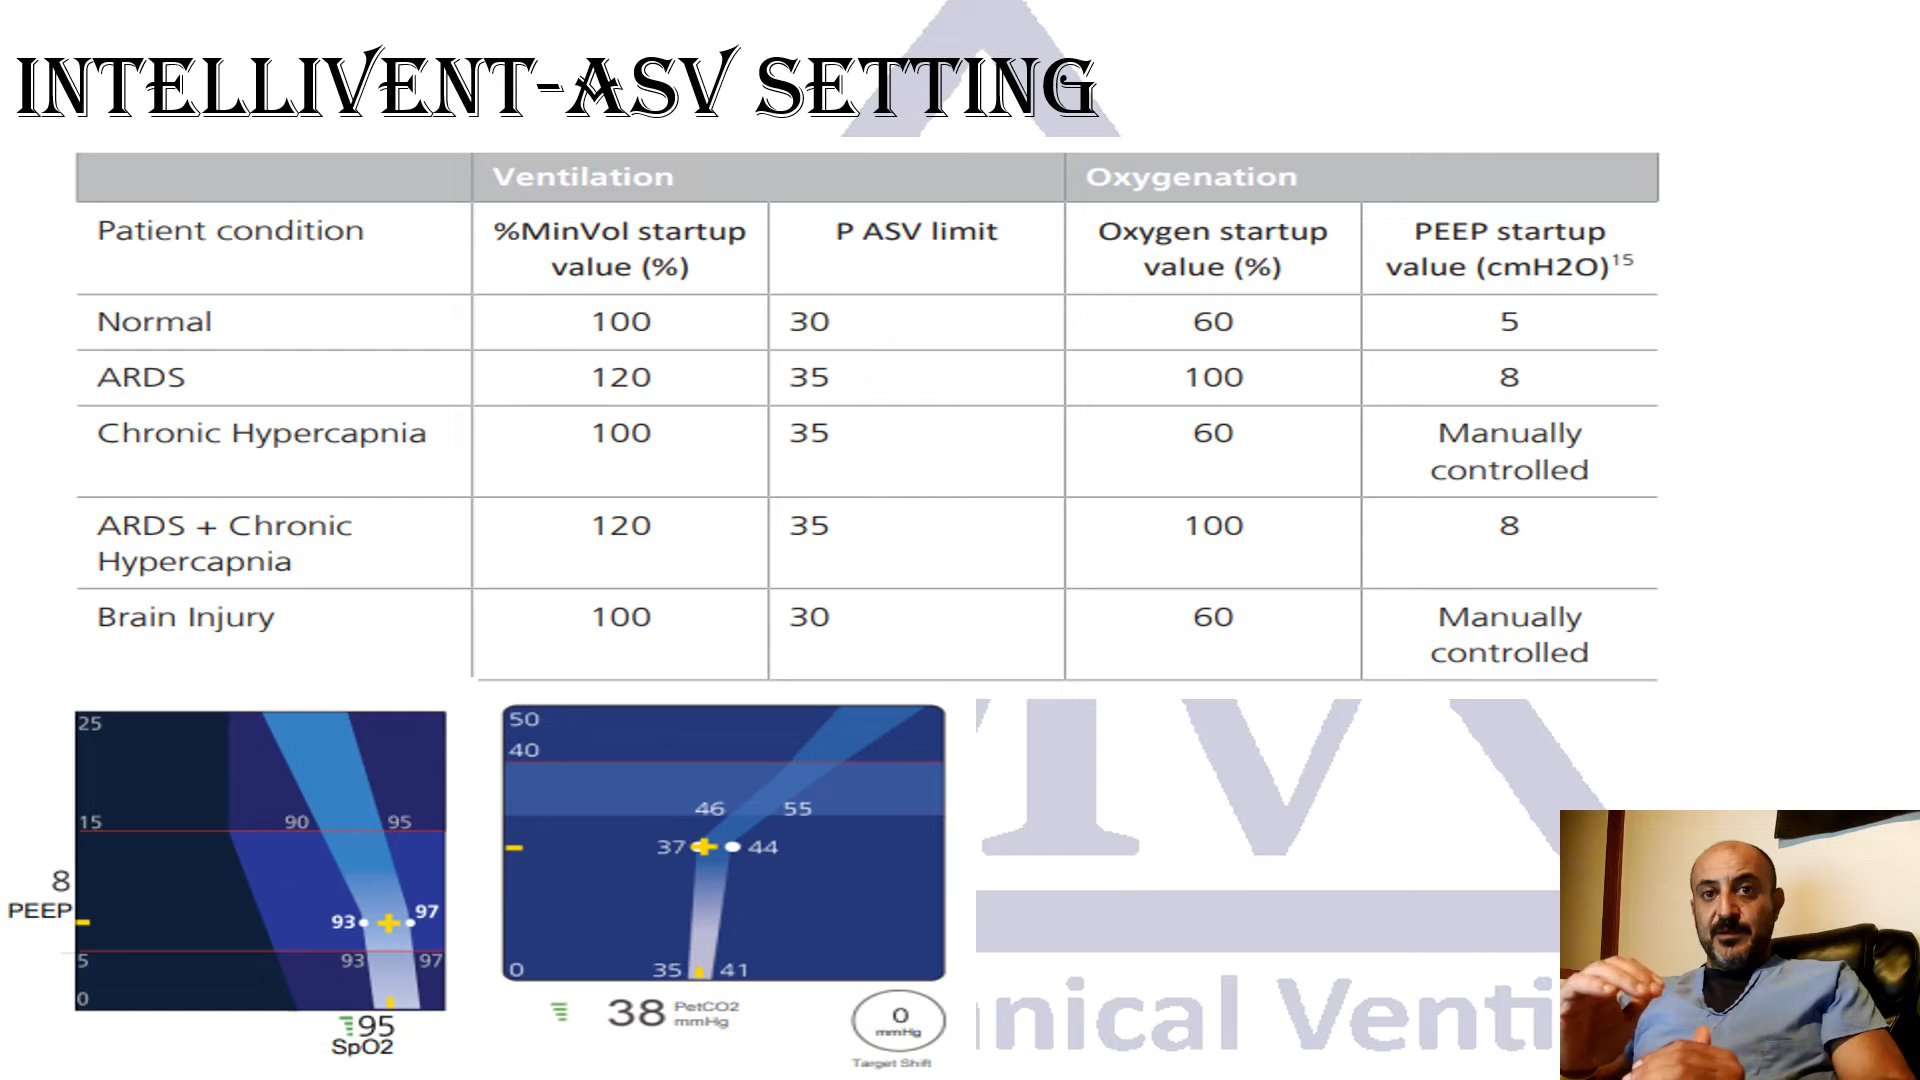 INTELLIVENT-ASV SETTING
Ventilation Oxygenation
Patient condition %MinVol startup value (%) P ASV limit Oxygen startup value (%) PEEP startup value (cmH2O)15
Normal 100 30 60 5
ARDS 120 35 100 8
Chronic Hypercapnia 100 35 60 Manually controlled
ARDS + Chronic Hypercapnia 120 35 100 8
Brain Injury 100 30 60 Manually controlled
25
15 90 95
8
PEEP
93 97
5 93 97
0
95
SpO2
50
40
46 55
37 44
0 35 41
38 PetCO2 mmHg
0 mmHg
Target Shift
nical Venti